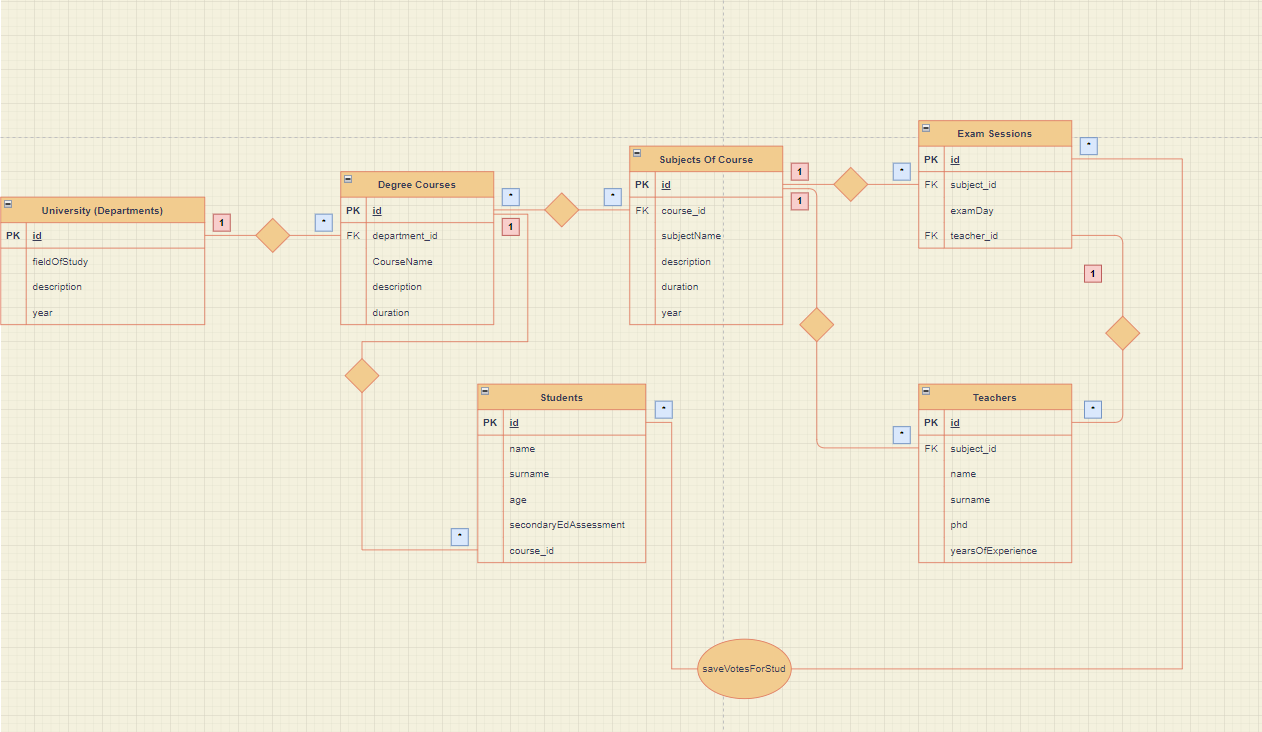 University (Departments)
PK id
fieldOfStudy
description
year
1
*
Degree Courses
PK id
FK department_id
CourseName
description
duration
*
1
*
Subjects Of Course
PK id
FK course_id
subjectName
description
duration
year
1
1
*
Exam Sessions
PK id
FK subject_id
examDay
FK teacher_id
*
1
Students
PK id
name
surname
age
secondaryEdAssessment
course_id
*
*
Teachers
PK id
FK subject_id
name
surname
phd
yearsOfExperience
*
*
saveVotesForStud